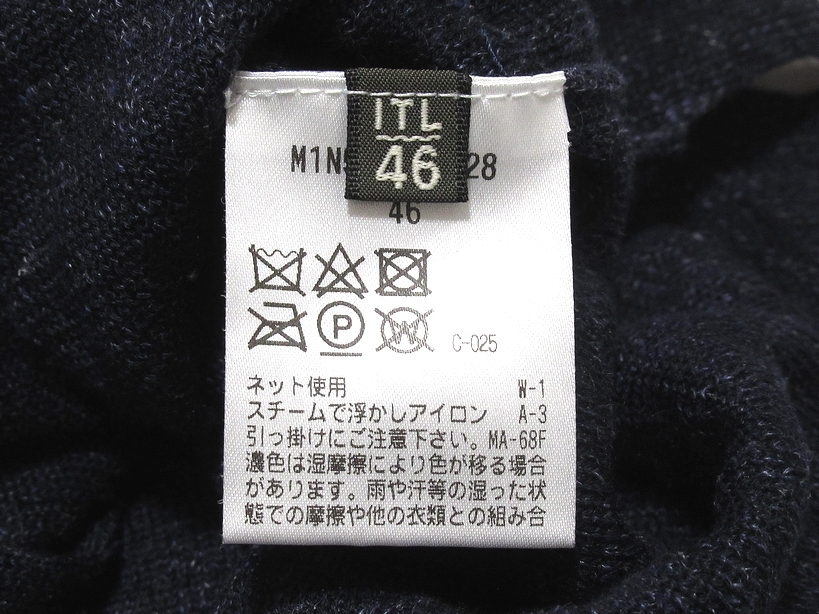 ITL
46
M1N 28
46
P
W
C-025
ネット使用 W-1
スチームで浮かしアイロン A-3
引っ掛けにご注意下さい。MA-68F
濃色は湿摩擦により色が移る場合
があります。雨や汗等の湿った状
態での摩擦や他の衣類との組み合